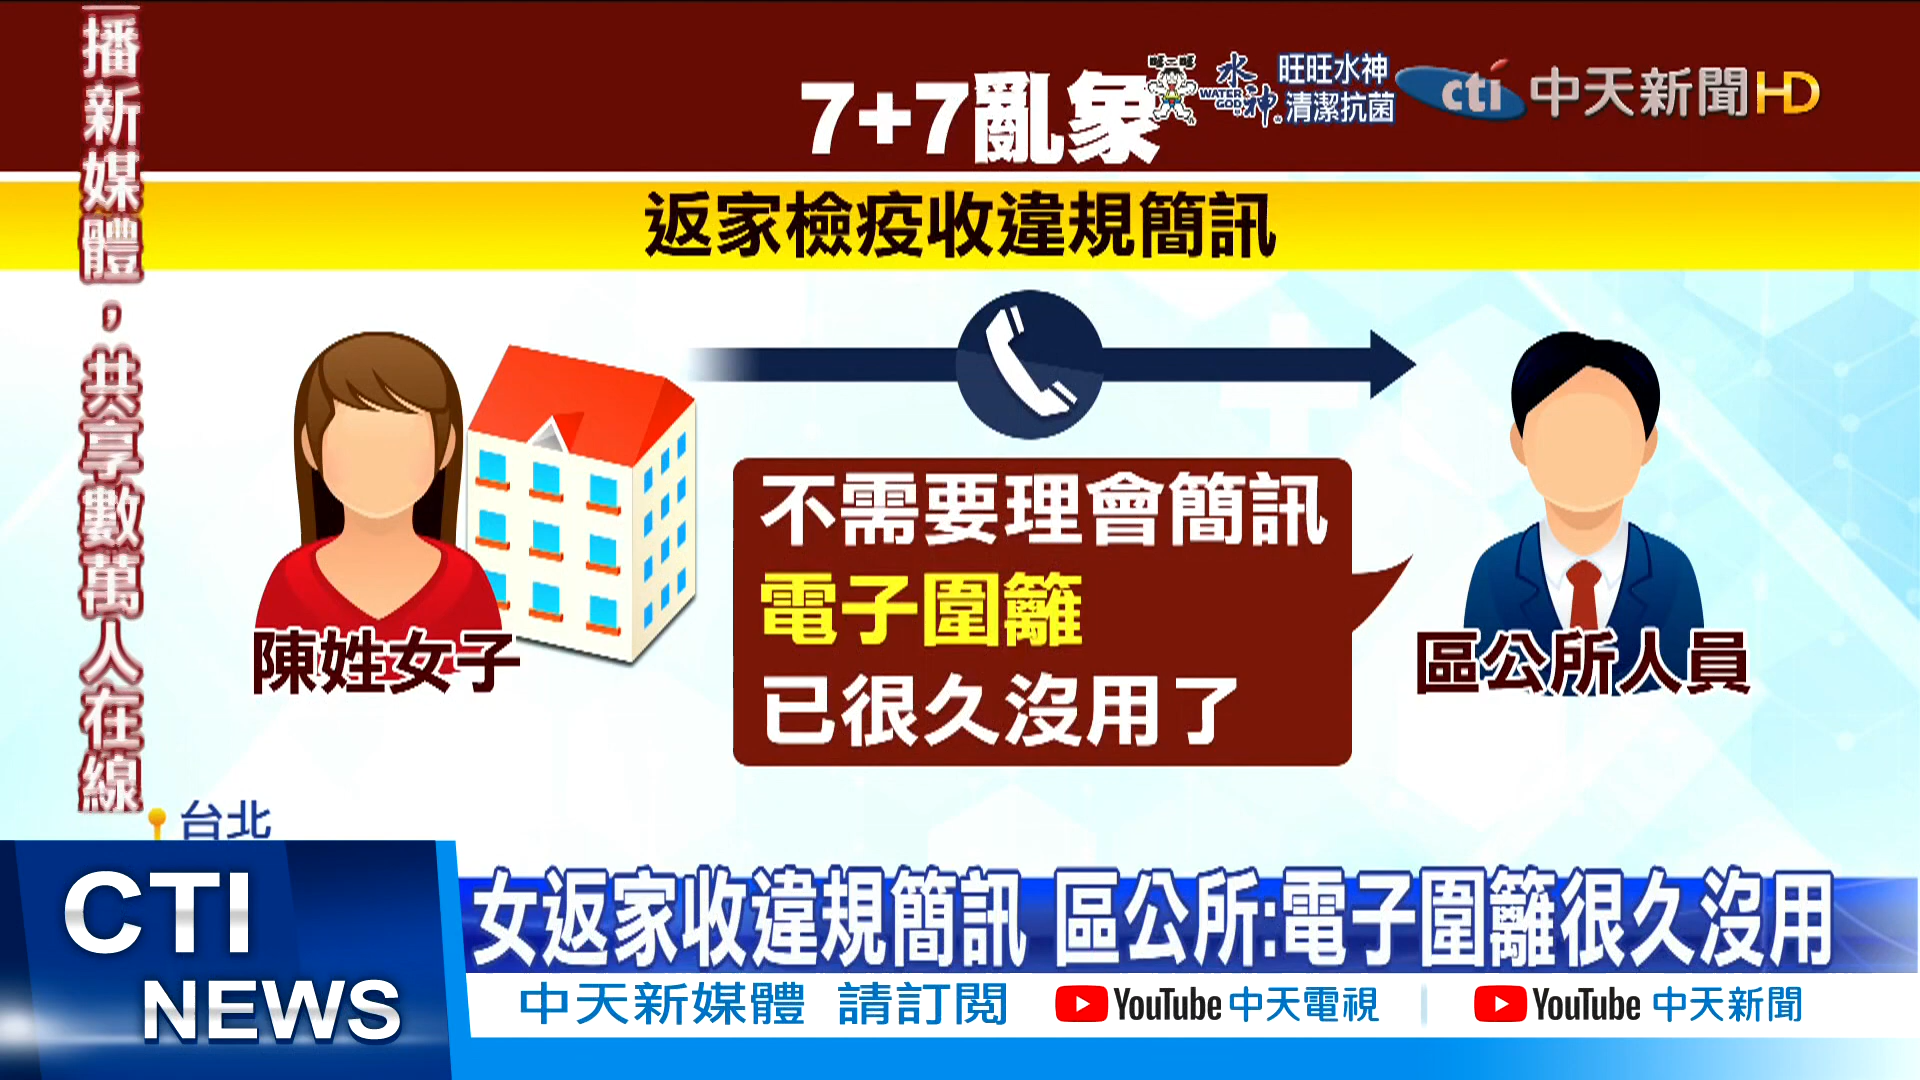 播新媒體，共享數萬人在線
7+7亂象
旺旺水神
清潔抗菌
水神
WATER GOD
cti 中天新聞HD
返家檢疫收違規簡訊
不需要理會簡訊
電子圍籬
已很久沒用了
陳姓女子
區公所人員
台北
CTI NEWS
女返家收違規簡訊 區公所:電子圍籬很久沒用
中天新媒體 請訂閱 YouTube 中天電視 | YouTube 中天新聞